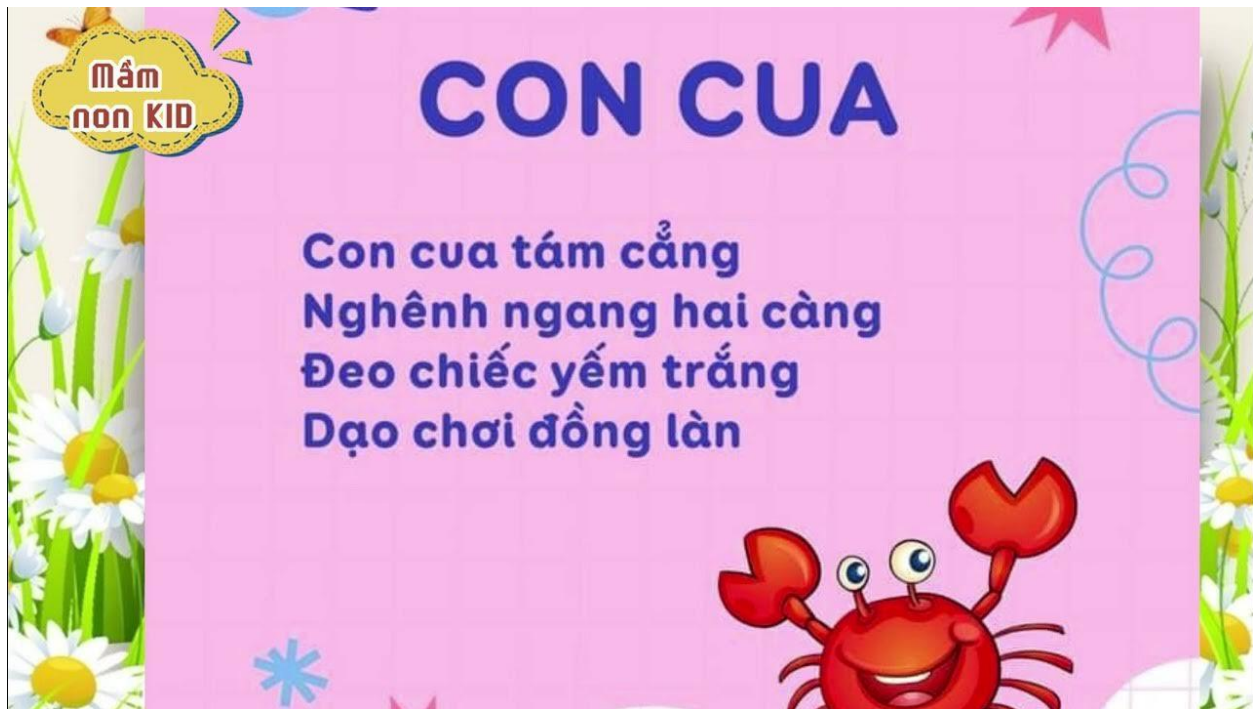 Mầm
non KID
CON CUA
Con cua tám cẳng
Nghênh ngang hai càng
Đeo chiếc yếm trắng
Dạo chơi đồng làn